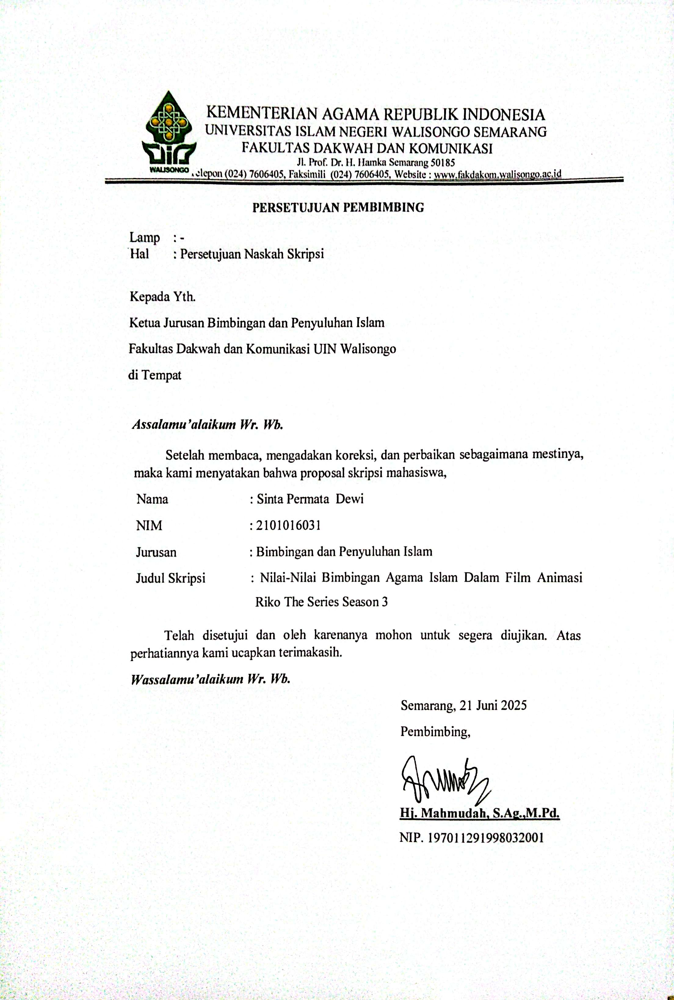 KEMENTERIAN AGAMA REPUBLIK INDONESIA
UNIVERSITAS ISLAM NEGERI WALISONGO SEMARANG
FAKULTAS DAKWAH DAN KOMUNIKASI
Jl. Prof. Dr. H. Hamka Semarang 50185
WALISONGO
elepon (024) 7606405, Faksimili (024) 7606405, Website : www.fakdakom.walisongo.ac.id
PERSETUJUAN PEMBIMBING
Lamp : -
Hal : Persetujuan Naskah Skripsi
Kepada Yth.
Ketua Jurusan Bimbingan dan Penyuluhan Islam
Fakultas Dakwah dan Komunikasi UIN Walisongo
di Tempat
Assalamu’alaikum Wr. Wb.
Setelah membaca, mengadakan koreksi, dan perbaikan sebagaimana mestinya,
maka kami menyatakan bahwa proposal skripsi mahasiswa,
Nama : Sinta Permata Dewi
NIM : 2101016031
Jurusan : Bimbingan dan Penyuluhan Islam
Judul Skripsi : Nilai-Nilai Bimbingan Agama Islam Dalam Film Animasi
Riko The Series Season 3
Telah disetujui dan oleh karenanya mohon untuk segera diujikan. Atas
perhatiannya kami ucapkan terimakasih.
Wassalamu’alaikum Wr. Wb.
Semarang, 21 Juni 2025
Pembimbing,
Hj. Mahmudah, S.Ag.,M.Pd.
NIP. 197011291998032001